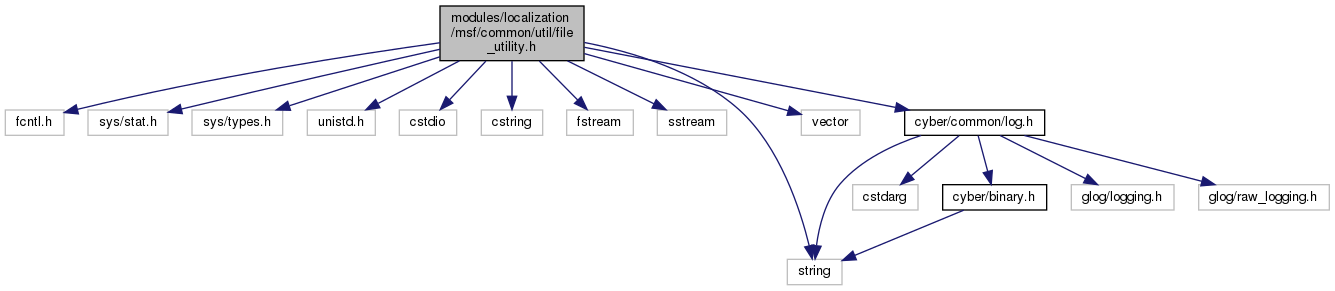 modules/localization
/msf/common/util/file
_utility.h
fcntl.h
sys/stat.h
sys/types.h
unistd.h
cstdio
cstring
fstream
sstream
vector
cyber/common/log.h
cstdarg
cyber/binary.h
glog/logging.h
glog/raw_logging.h
string